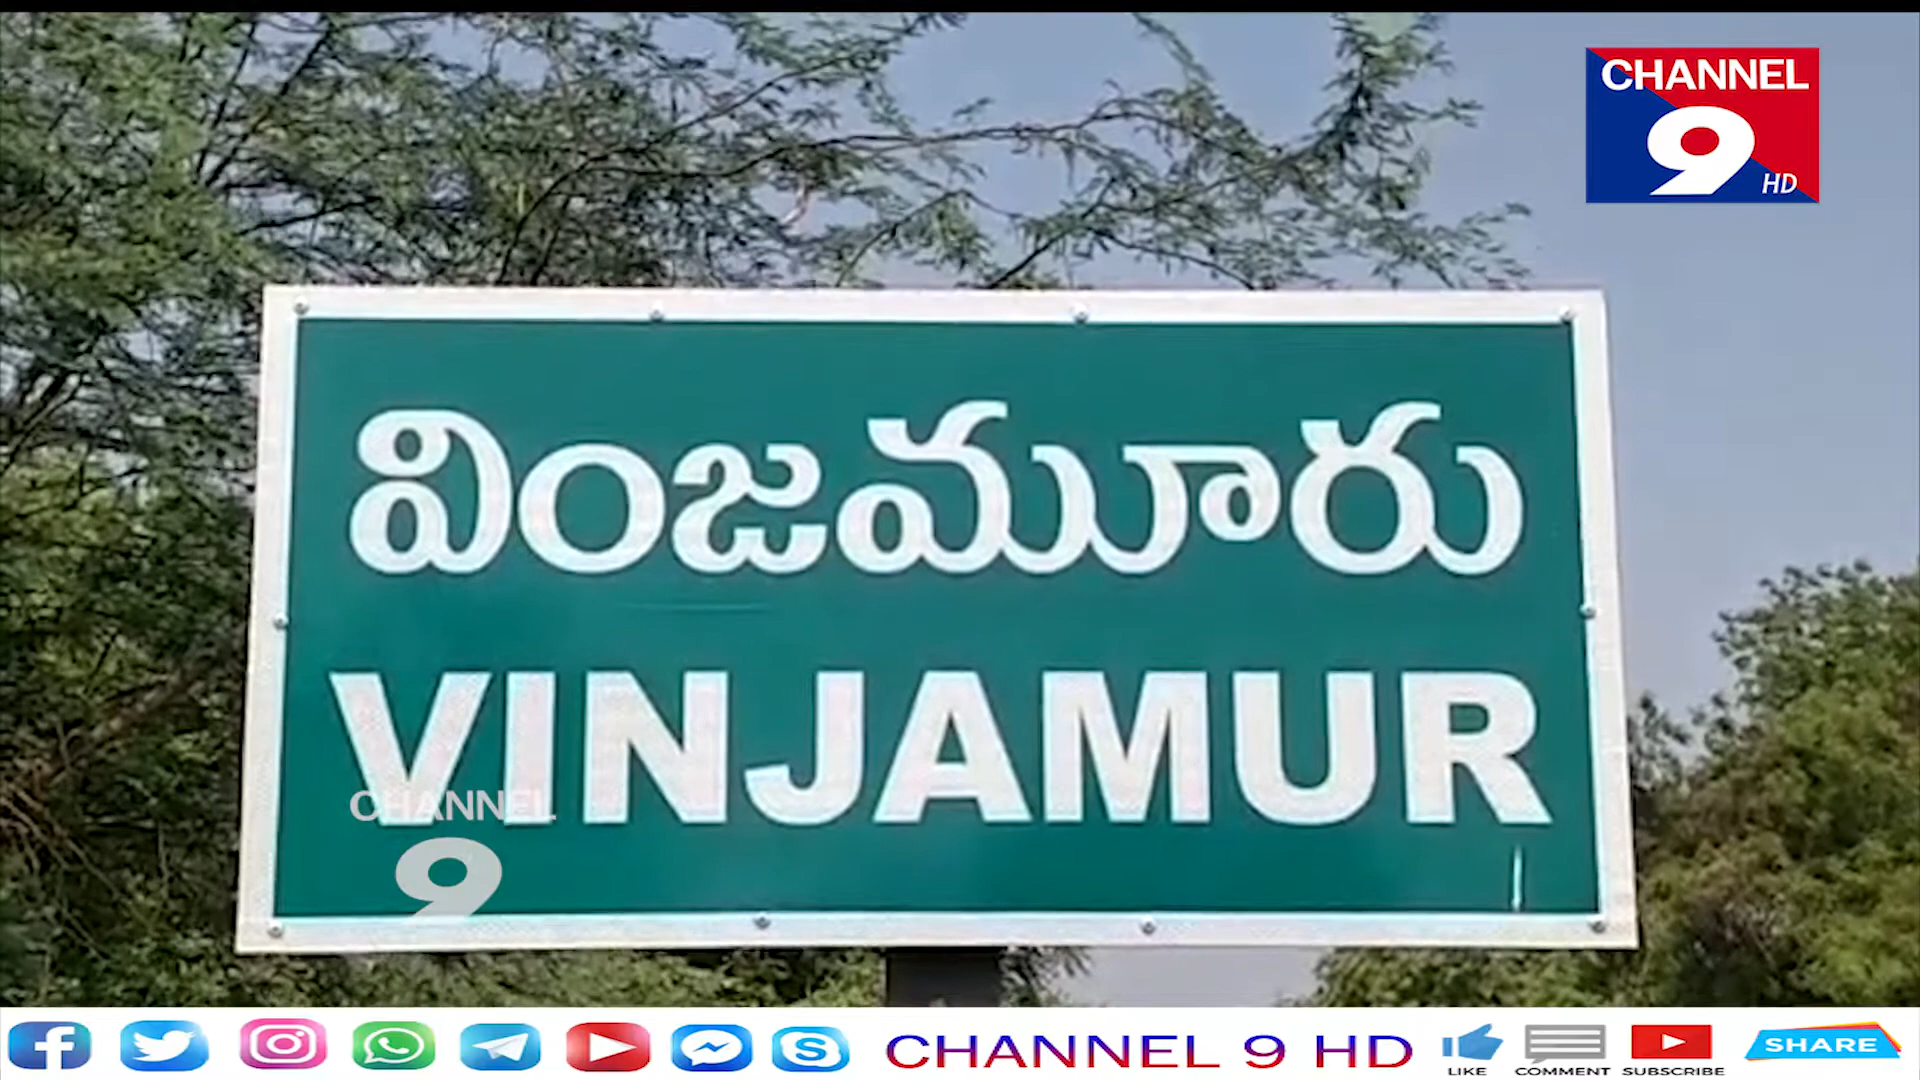 CHANNEL
9
HD
వింజమూరు
VINJAMUR
CHANNEL
9
CHANNEL 9 HD
LIKE
COMMENT
SUBSCRIBE
SHARE